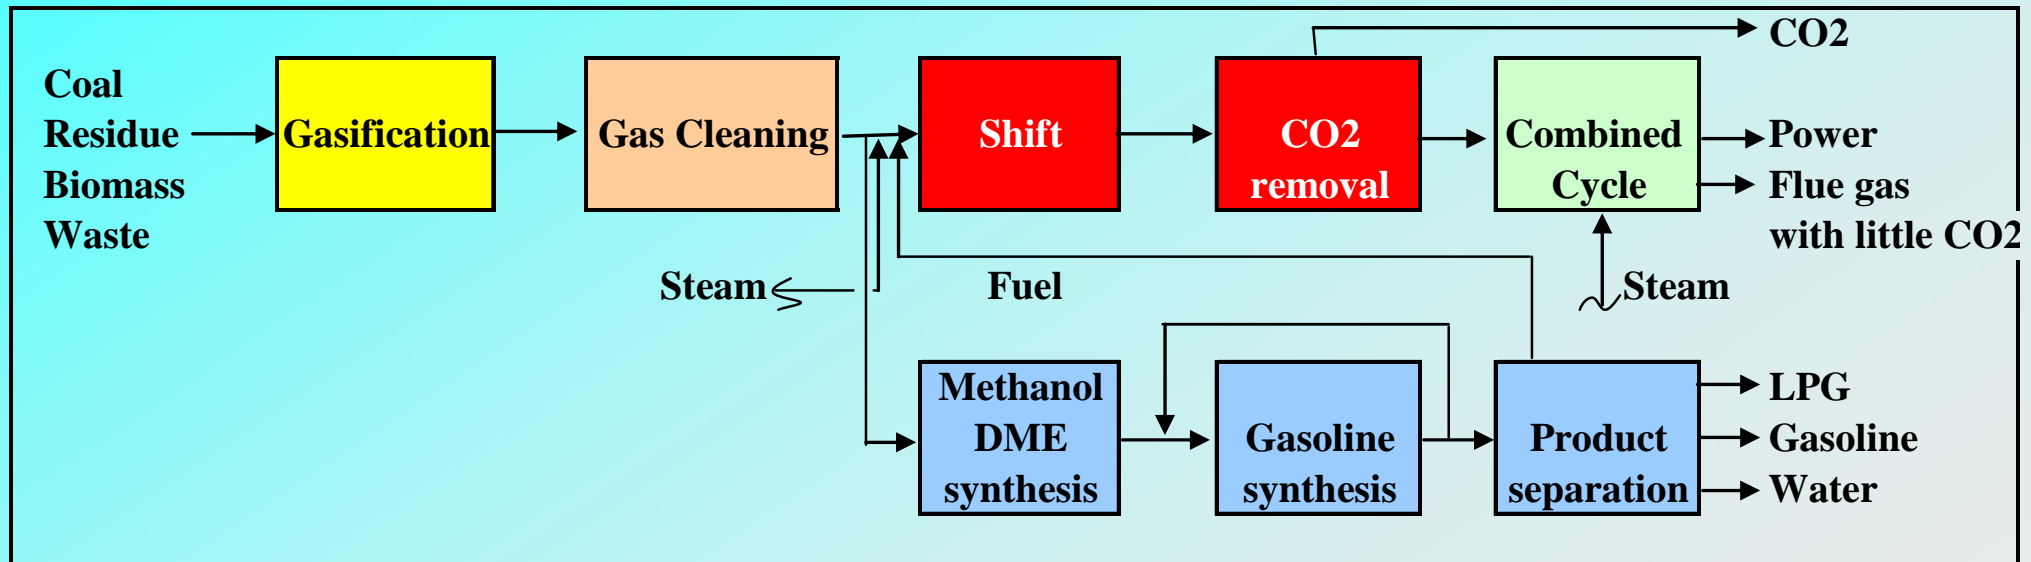 CO2
Coal
Residue
Biomass
Waste
Gasification
Gas Cleaning
Shift
CO2
removal
Combined
Cycle
Power
Flue gas
with little CO2
Steam
Fuel
Steam
Methanol
DME
synthesis
Gasoline
synthesis
Product
separation
LPG
Gasoline
Water